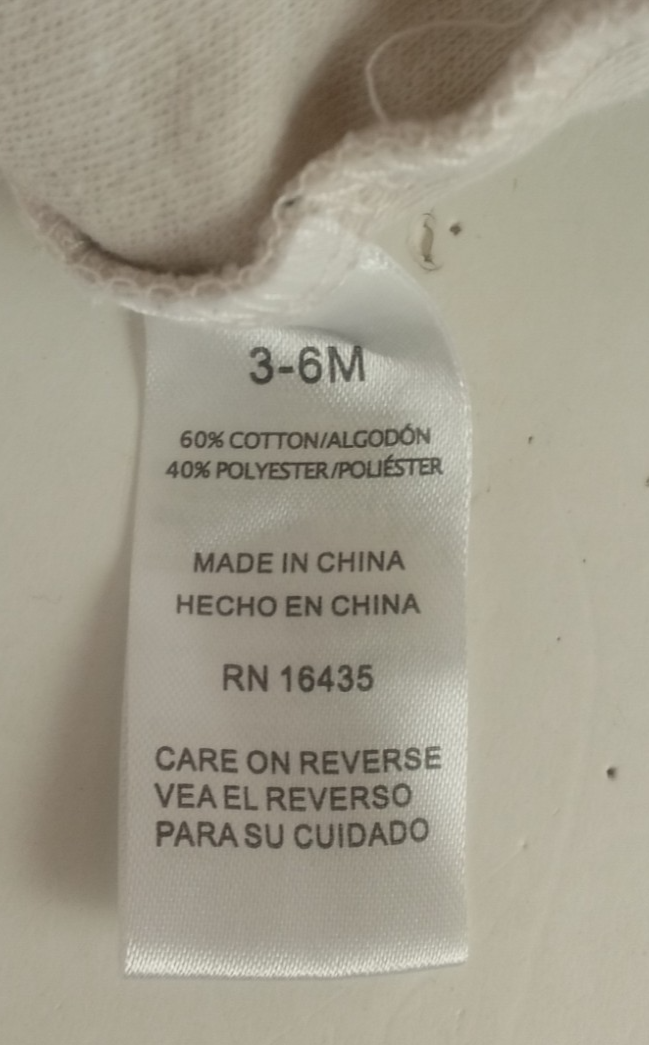 3-6M
60% COTTON/ALGODÓN
40% POLYESTER/POLIÉSTER
MADE IN CHINA
HECHO EN CHINA
RN 16435
CARE ON REVERSE
VEA EL REVERSO
PARA SU CUIDADO